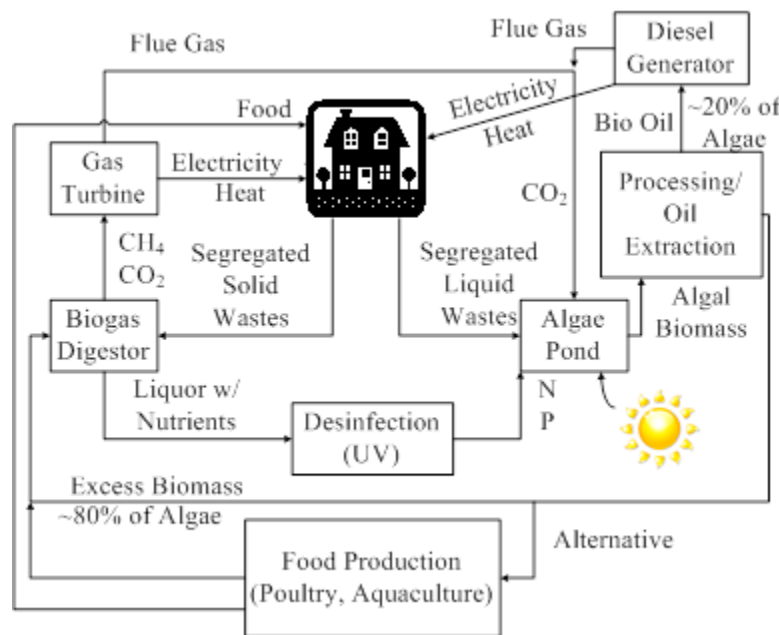 Flue Gas
Flue Gas
Diesel
Generator
Food
Electricity
Heat
Bio Oil
~20% of
Algae
Gas
Turbine
Electricity
Heat
CO₂
Processing/
Oil
Extraction
CH₄
CO₂
Segregated
Solid
Wastes
Segregated
Liquid
Wastes
Algal
Biomass
Biogas
Digestor
Algae
Pond
Liquor w/
Nutrients
Desinfection
(UV)
N
P
Excess Biomass
~80% of Algae
Alternative
Food Production
(Poultry, Aquaculture)